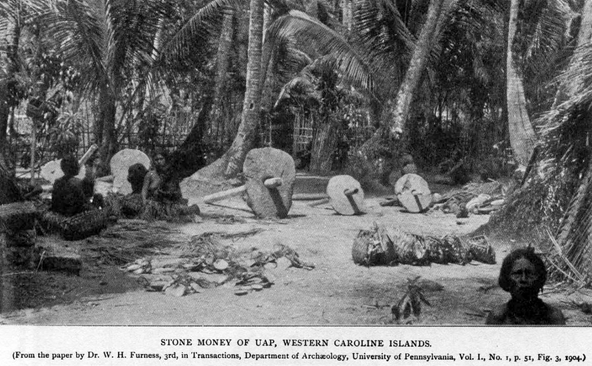 STONE MONEY OF UAP, WESTERN CAROLINE ISLANDS.
(From the paper by Dr. W. H. Furness, 3rd, in Transactions, Department of Archæology, University of Pennsylvania, Vol. I., No. 1, p. 51, Fig. 3, 1904.)